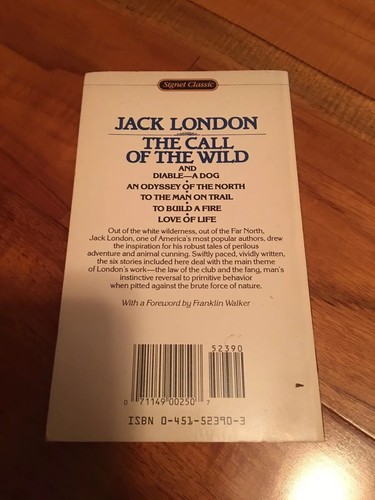 Signet Classic
JACK LONDON
THE CALL
OF THE WILD
AND
DIABLE—A DOG
•
AN ODYSSEY OF THE NORTH
•
TO THE MAN ON TRAIL
•
TO BUILD A FIRE
•
LOVE OF LIFE
Out of the white wilderness, out of the Far North,
Jack London, one of America's most popular authors, drew
the inspiration for his robust tales of perilous
adventure and animal cunning. Swiftly paced, vividly written,
the six stories included here deal with the main theme
of London's work—the law of the club and the fang, man's
instinctive reversal to primitive behavior
when pitted against the brute force of nature.
With a Foreword by Franklin Walker
52390
0 71149 00250 7
ISBN 0-451-52390-3